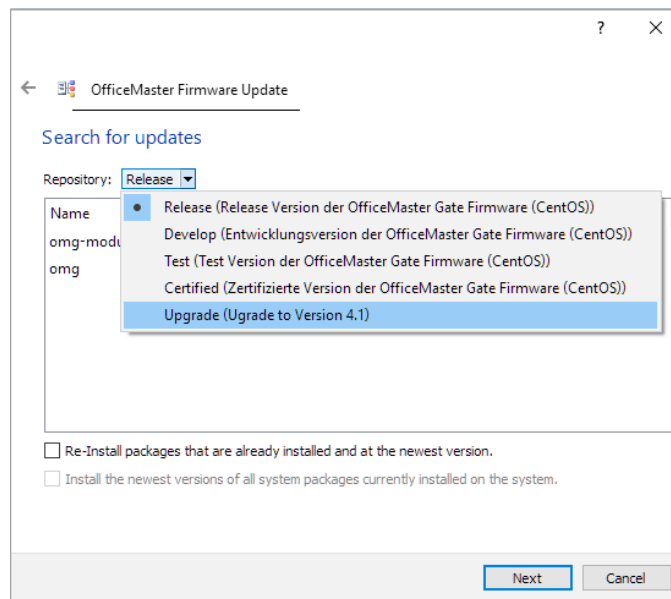 ?
OfficeMaster Firmware Update
Search for updates
Repository: Release
Name
Release (Release Version der OfficeMaster Gate Firmware (CentOS))
omg-modu
Develop (Entwicklungsversion der OfficeMaster Gate Firmware (CentOS))
omg
Test (Test Version der OfficeMaster Gate Firmware (CentOS))
Certified (Zertifizierte Version der OfficeMaster Gate Firmware (CentOS))
Upgrade (Ugrade to Version 4.1)
Re-Install packages that are already installed and at the newest version.
Install the newest versions of all system packages currently installed on the system.
Next Cancel